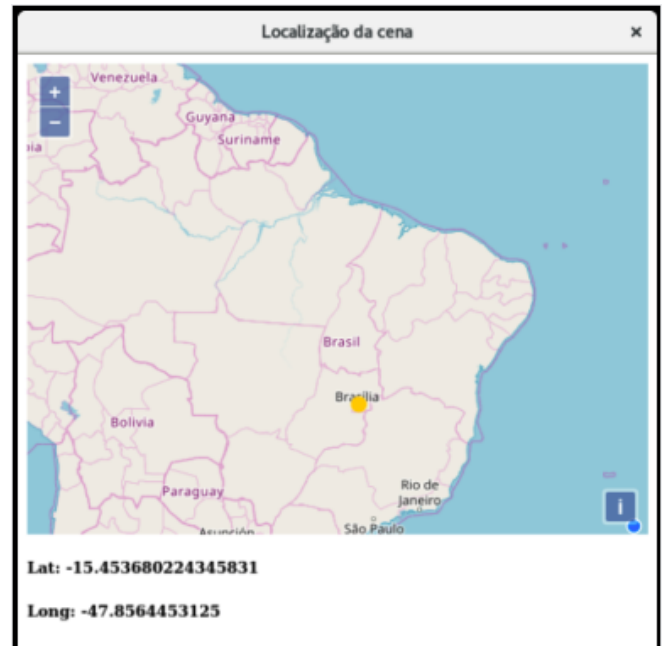 Localização da cena ×
+
Venezuela
−
Guyana
Suriname
Brasil
Brasília
Bolivia
Rio de
Janeiro
Paraguay
i
São Paulo
Asunción
Lat: -15.453680224345831
Long: -47.8564453125